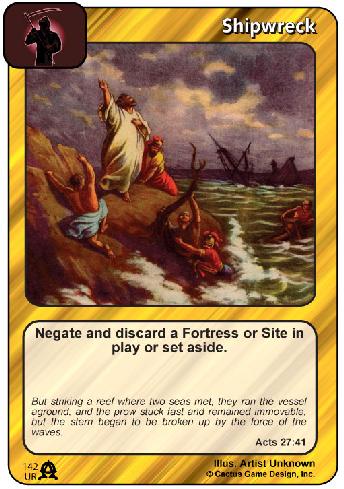 Shipwreck
Negate and discard a Fortress or Site in
play or set aside.
But striking a reef where two seas met, they ran the vessel
aground, and the prow stuck fast and remained immovable,
but the stern began to be broken up by the force of the
waves.
Acts 27:41
142
UR
Illus. Artist Unknown
© Cactus Game Design, Inc.